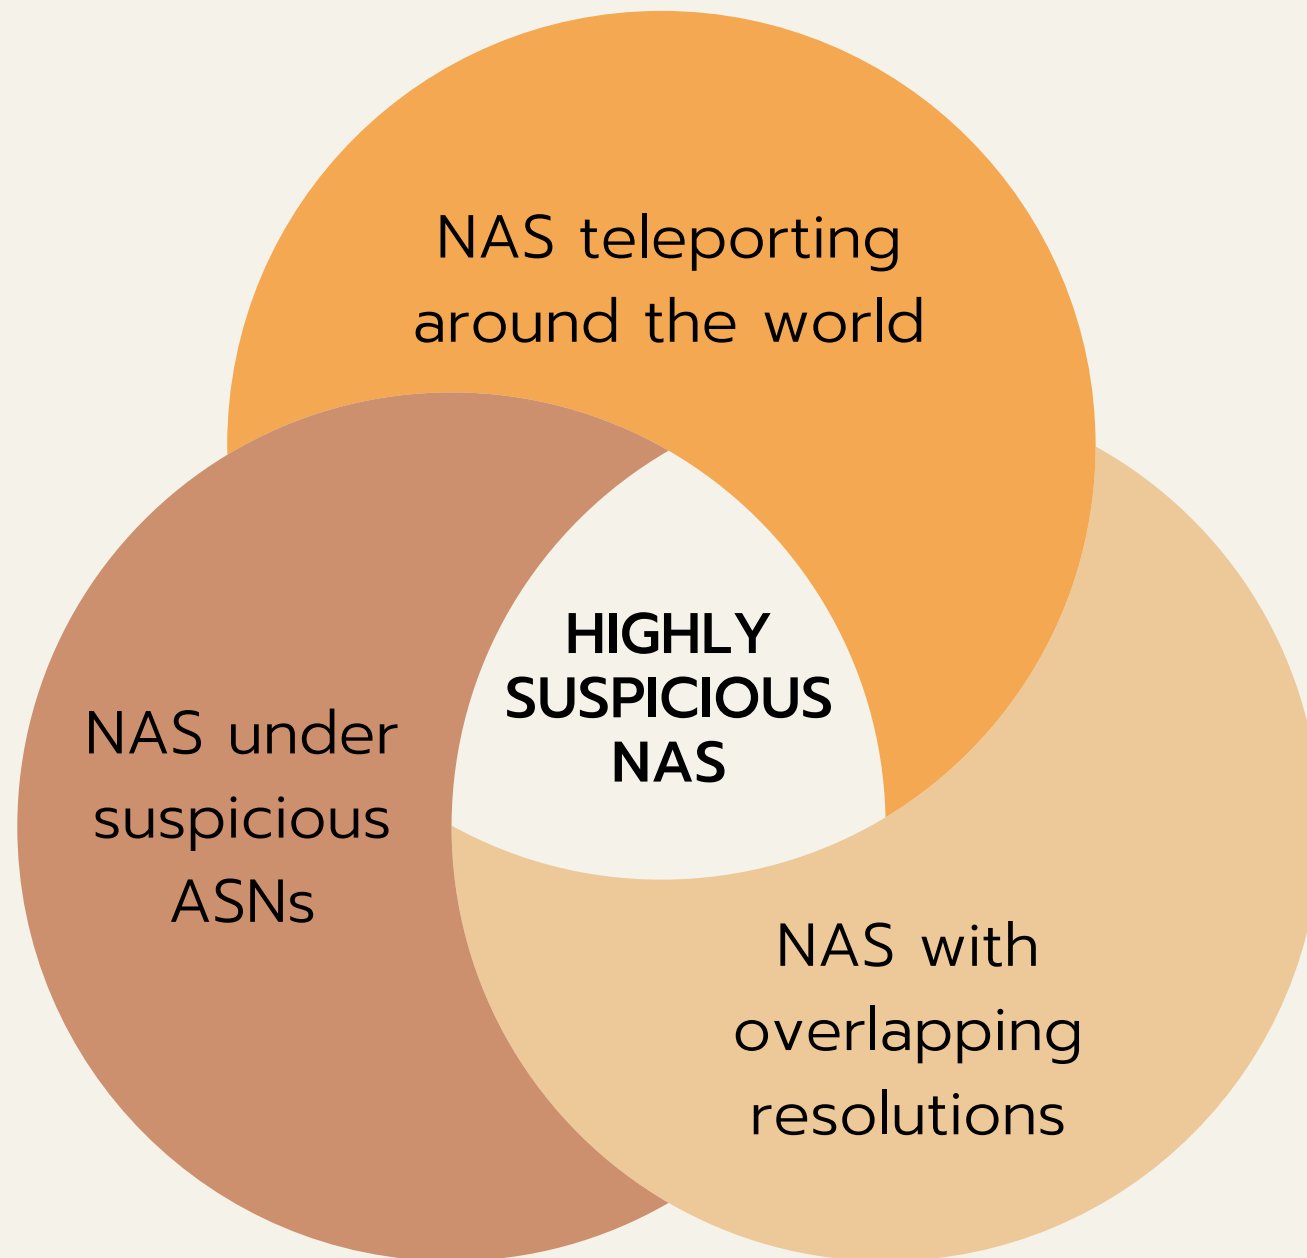 NAS teleporting
around the world
HIGHLY
SUSPICIOUS
NAS
NAS under
suspicious
ASNs
NAS with
overlapping
resolutions